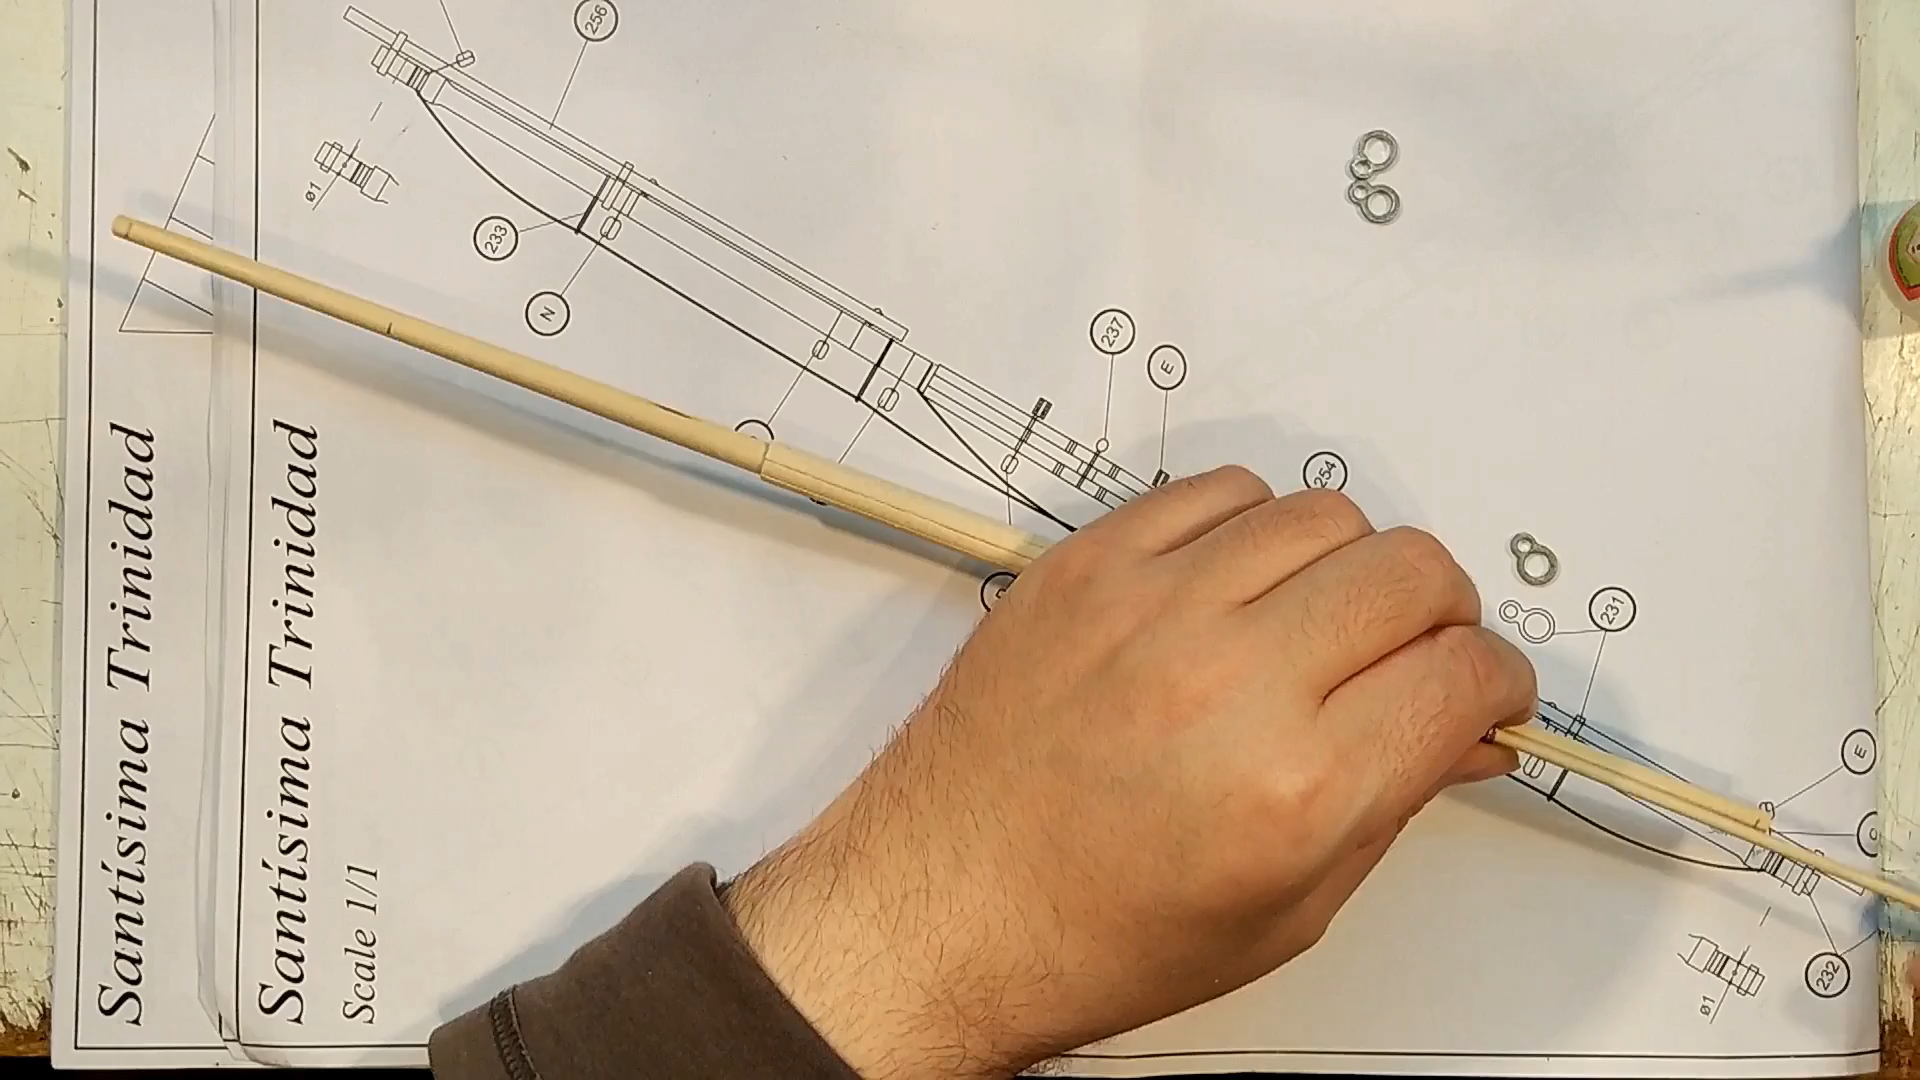 Santísima Trinidad
Santísima Trinidad
Scale 1/1
256
ø1
233
N
237
E
254
231
E
232
ø1